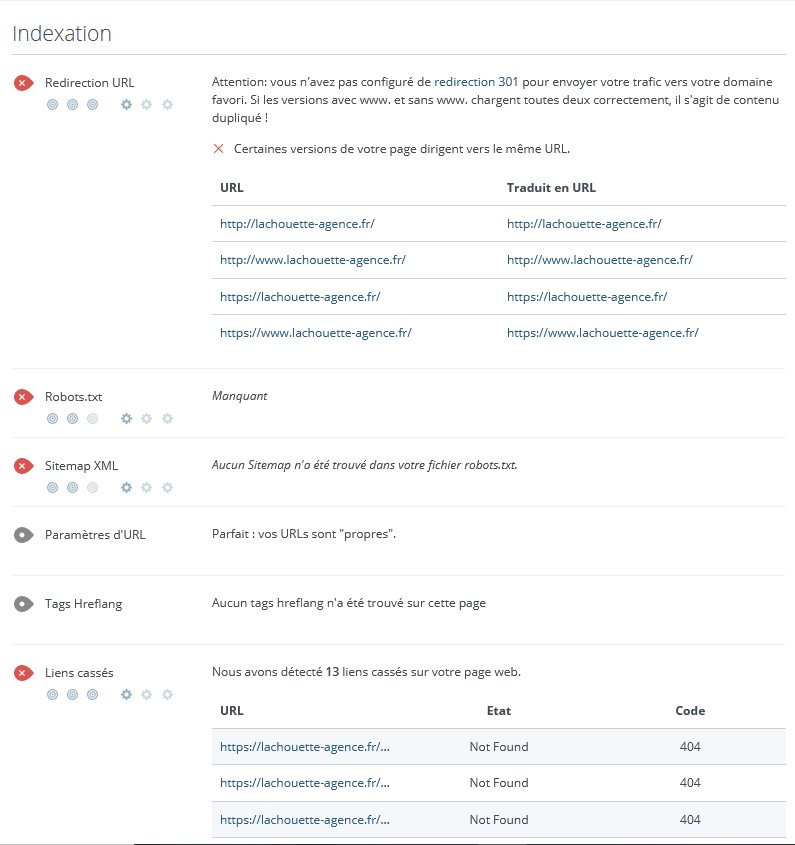 Indexation
Redirection URL
Attention: vous n'avez pas configuré de redirection 301 pour envoyer votre trafic vers votre domaine
favori. Si les versions avec www. et sans www. chargent toutes deux correctement, il s'agit de contenu
dupliqué !
Certaines versions de votre page dirigent vers le même URL.
URL Traduit en URL
http://lachouette-agence.fr/ http://lachouette-agence.fr/
http://www.lachouette-agence.fr/ http://www.lachouette-agence.fr/
https://lachouette-agence.fr/ https://lachouette-agence.fr/
https://www.lachouette-agence.fr/ https://www.lachouette-agence.fr/
Robots.txt Manquant
Sitemap XML Aucun Sitemap n'a été trouvé dans votre fichier robots.txt.
Paramètres d'URL Parfait : vos URLs sont "propres".
Tags Hreflang Aucun tags hreflang n'a été trouvé sur cette page
Liens cassés Nous avons détecté 13 liens cassés sur votre page web.
URL Etat Code
https://lachouette-agence.fr/... Not Found 404
https://lachouette-agence.fr/... Not Found 404
https://lachouette-agence.fr/... Not Found 404